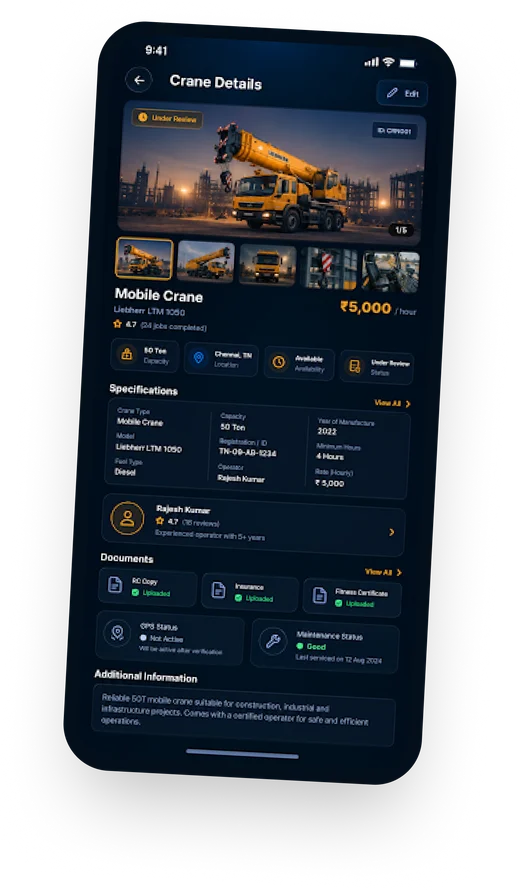 9:41
Crane Details
Edit
Under Review
ID: CRN001
1/5
Mobile Crane
Liebherr LTM 1050
₹5,000 / hour
4.7 (24 jobs completed)
50 Ton
Capacity
Chennai, TN
Location
Available
Availability
Under Review
Status
Specifications
View All
Crane Type
Mobile Crane
Capacity
50 Ton
Year of Manufacture
2022
Model
Liebherr LTM 1050
Registration / ID
TN-09-AB-1234
Minimum Hours
4 Hours
Fuel Type
Diesel
Operator
Rajesh Kumar
Rate (Hourly)
₹ 5,000
Rajesh Kumar
4.7 (18 reviews)
Experienced operator with 5+ years
Documents
View All
RC Copy
Uploaded
Insurance
Uploaded
Fitness Certificate
Uploaded
GPS Status
Not Active
Will be active after verification
Maintenance Status
Good
Last serviced on 12 Aug 2024
Additional Information
Reliable 50T mobile crane suitable for construction, industrial and
infrastructure projects. Comes with a certified operator for safe and efficient
operations.